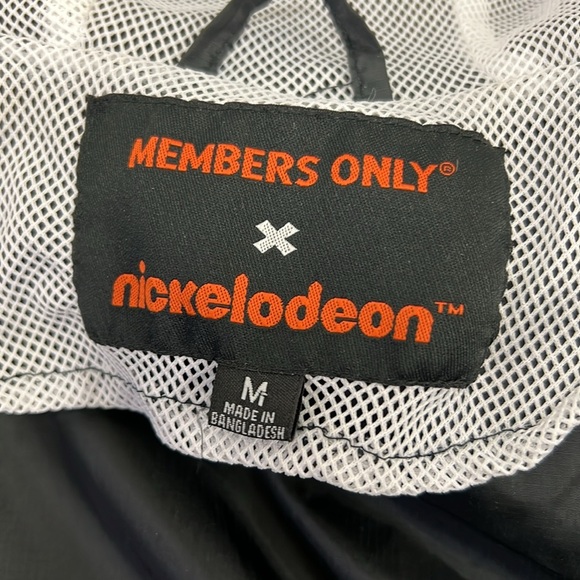 MEMBERS ONLY®
X
nickelodeon™
M
MADE IN
BANGLADESH